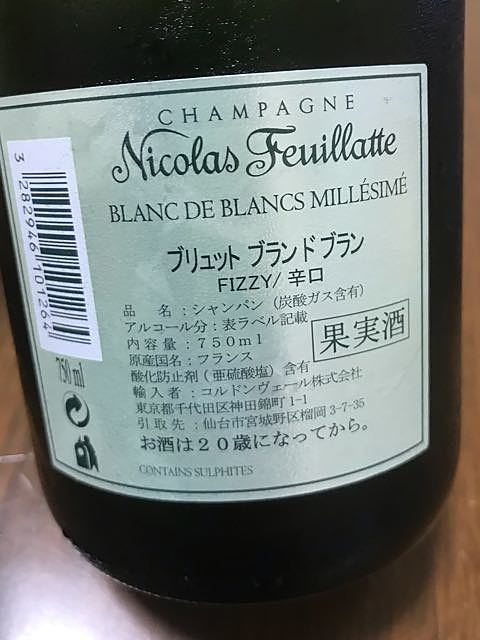 CHAMPAGNE
Nicolas Feuillatte
BLANC DE BLANCS MILLÉSIMÉ
ブリュット ブランドブラン
FIZZY/辛口
品 名:シャンパン(炭酸ガス含有)
アルコール分:表ラベル記載
内容量:750ml
原産国名:フランス
果実酒
酸化防止剤(亜硫酸塩)含有
輸入者:コルドンヴェール株式会社
東京都千代田区神田錦町1-1
引取先:仙台市宮城野区榴岡3-7-35
お酒は20歳になってから。
CONTAINS SULPHITES
3 282946 101264
750 ml